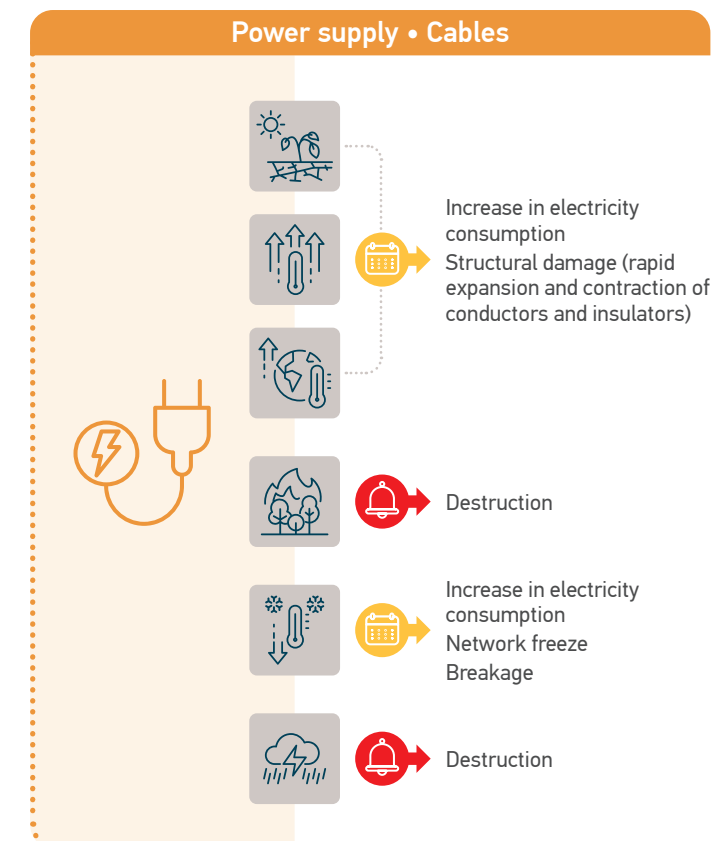 Power supply • Cables
Increase in electricity
consumption
Structural damage (rapid
expansion and contraction of
conductors and insulators)
Destruction
Increase in electricity
consumption
Network freeze
Breakage
Destruction